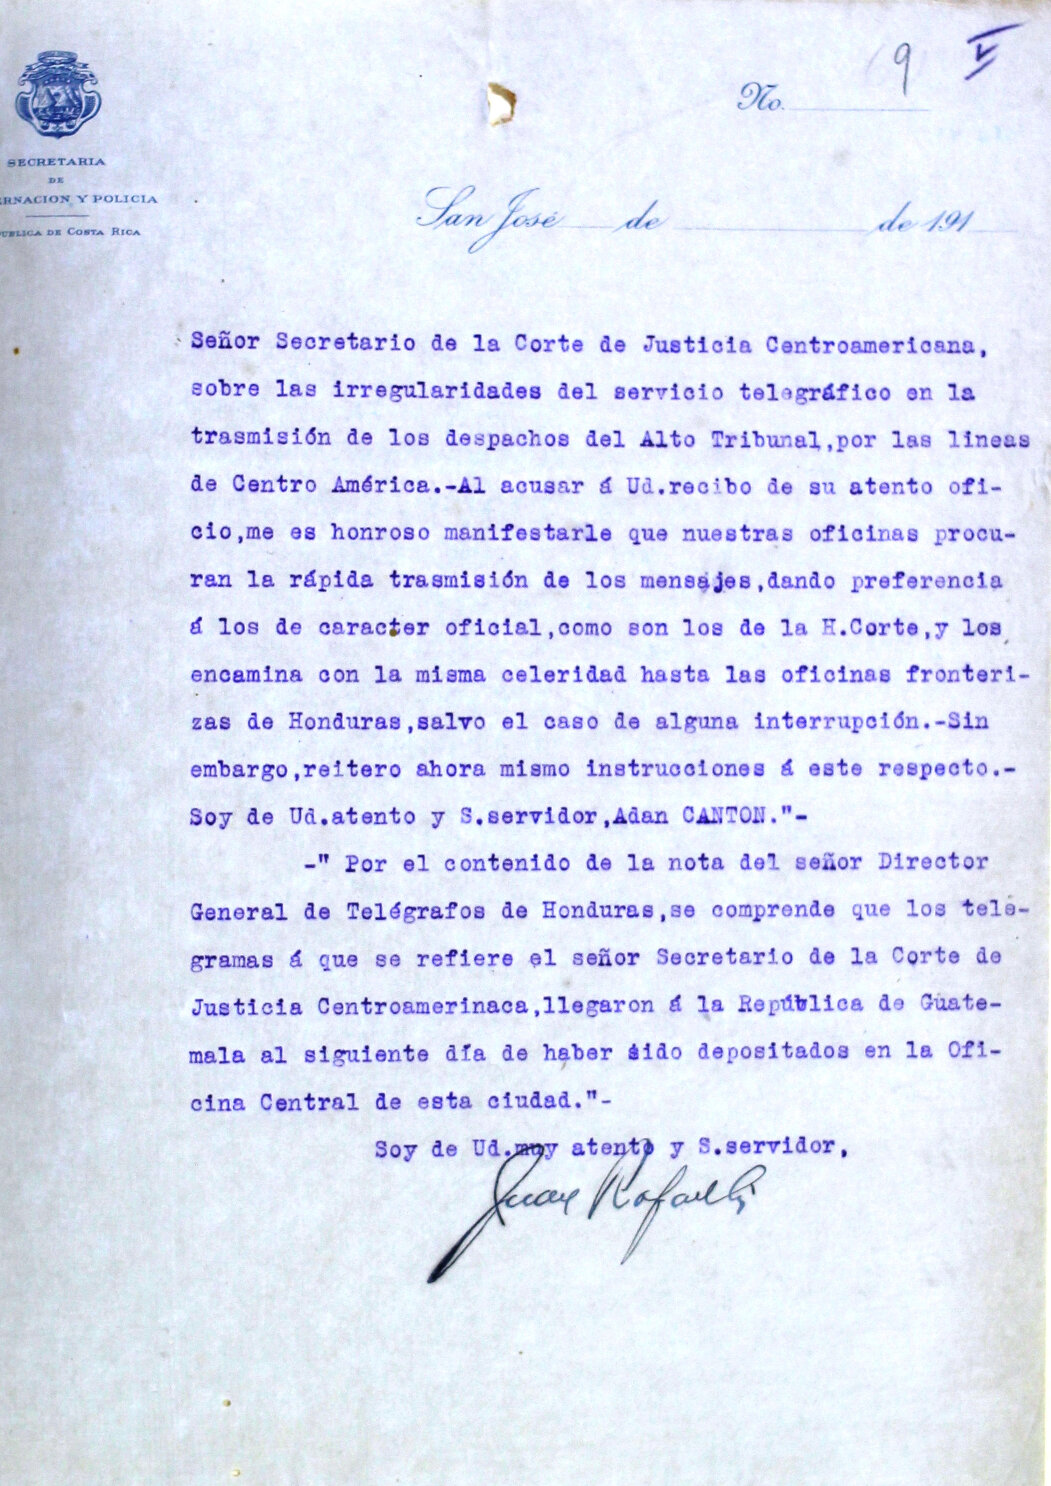 9 V
No.
SECRETARIA
DE
RNACION Y POLICIA
UBLICA DE COSTA RICA
San José de de 191
Señor Secretario de la Corte de Justicia Centroamericana,
sobre las irregularidades del servicio telegráfico en la
trasmisión de los despachos del Alto Tribunal,por las lineas
de Centro América.-Al acusar á Ud.recibo de su atento ofi-
cio,me es honroso manifestarle que nuestras oficinas procu-
ran la rápida trasmisión de los mensajes,dando preferencia
á los de caracter oficial,como son los de la H.Corte,y los
encamina con la misma celeridad hasta las oficinas fronteri-
zas de Honduras,salvo el caso de alguna interrupción.-Sin
embargo,reitero ahora mismo instrucciones á este respecto.-
Soy de Ud.atento y S.servidor,Adan CANTON."-
-" Por el contenido de la nota del señor Director
General de Telégrafos de Honduras,se comprende que los tele-
gramas á que se refiere el señor Secretario de la Corte de
Justicia Centroamerinaca,llegaron á la República de Guate-
mala al siguiente día de haber sido depositados en la Ofi-
cina Central de esta ciudad."-
Soy de Ud.muy atento y S.servidor,
Juan Rafael